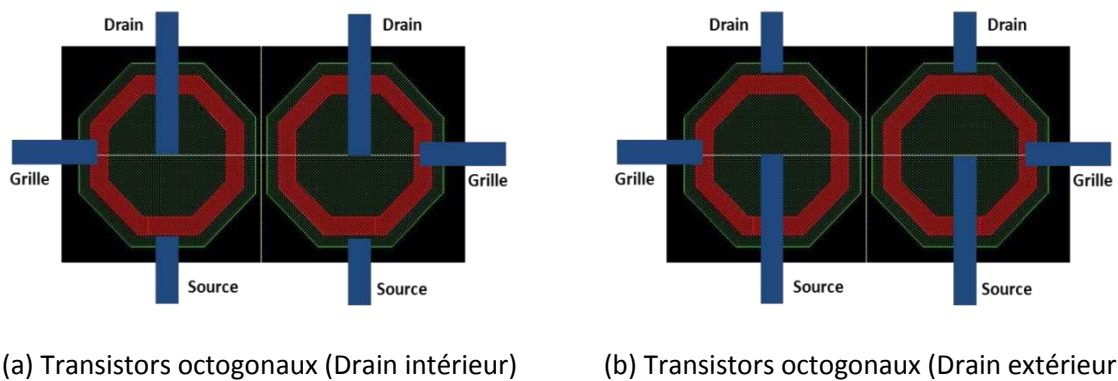 Drain
Drain
Grille
Grille
Source
Source
(a) Transistors octogonaux (Drain intérieur)
Drain
Drain
Grille
Grille
Source
Source
(b) Transistors octogonaux (Drain extérieur